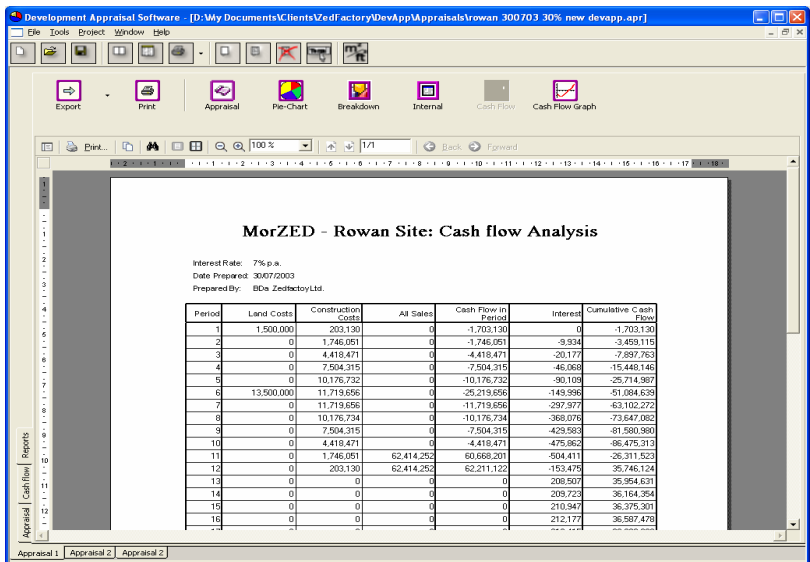 Development Appraisal Software - [D:\My Documents\Clients\ZedFactory\DevApp\Appraisals\rowan 300703 30% new devapp.apr]
File Tools Project Window Help
Export Print Appraisal Pie-Chart Breakdown Internal Cash Flow Cash Flow Graph
Print... 100 % 1/1 Back Forward
MorZED - Rowan Site: Cash flow Analysis
Interest Rate: 7% p.a.
Date Prepared: 30/07/2003
Prepared By: BDa Zedfactoy Ltd.
Period Land Costs Construction Costs All Sales Cash Flow in Period Interest Cumulative Cash Flow
1 1,500,000 203,130 0 -1,703,130 0 -1,703,130
2 0 1,746,051 0 -1,746,051 -9,934 -3,459,115
3 0 4,418,471 0 -4,418,471 -20,177 -7,897,763
4 0 7,504,315 0 -7,504,315 -46,068 -15,448,146
5 0 10,176,732 0 -10,176,732 -90,109 -25,714,987
6 13,500,000 11,719,656 0 -25,219,656 -149,996 -51,084,639
7 0 11,719,656 0 -11,719,656 -297,977 -63,102,272
8 0 10,176,734 0 -10,176,734 -368,076 -73,647,082
9 0 7,504,315 0 -7,504,315 -429,583 -81,580,980
10 0 4,418,471 0 -4,418,471 -475,862 -86,475,313
11 0 1,746,051 62,414,252 60,668,201 -504,411 -26,311,523
12 0 203,130 62,414,252 62,211,122 -153,475 35,746,124
13 0 0 0 0 208,507 35,954,631
14 0 0 0 0 209,723 36,164,354
15 0 0 0 0 210,947 36,375,301
16 0 0 0 0 212,177 36,587,478
Reports
Cash flow
Appraisal
Appraisal 1 Appraisal 2 Appraisal 2